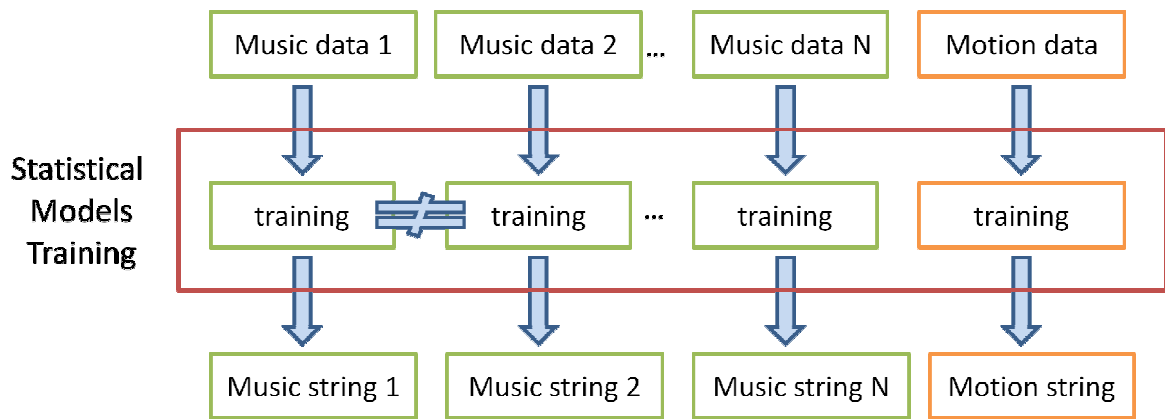 Music data 1 Music data 2 ... Music data N Motion data
Statistical
Models
Training
training ≠ training ... training training
Music string 1 Music string 2 Music string N Motion string